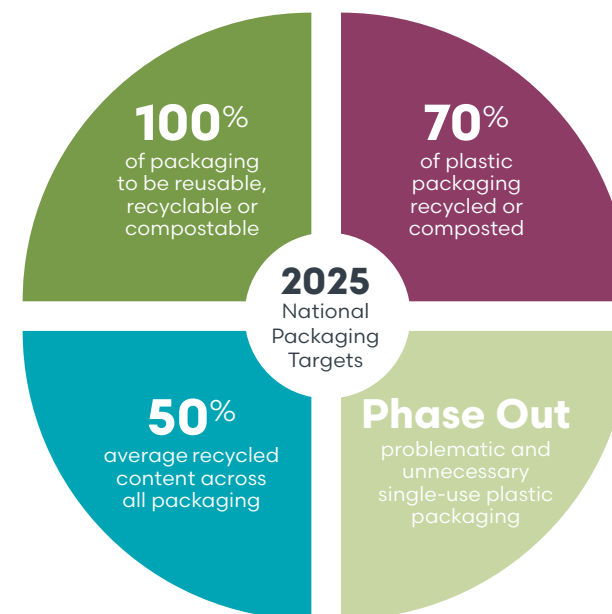 100%
of packaging
to be reusable,
recyclable or
compostable
70%
of plastic
packaging
recycled or
composted
2025
National
Packaging
Targets
50%
average recycled
content across
all packaging
Phase Out
problematic and
unnecessary
single-use plastic
packaging